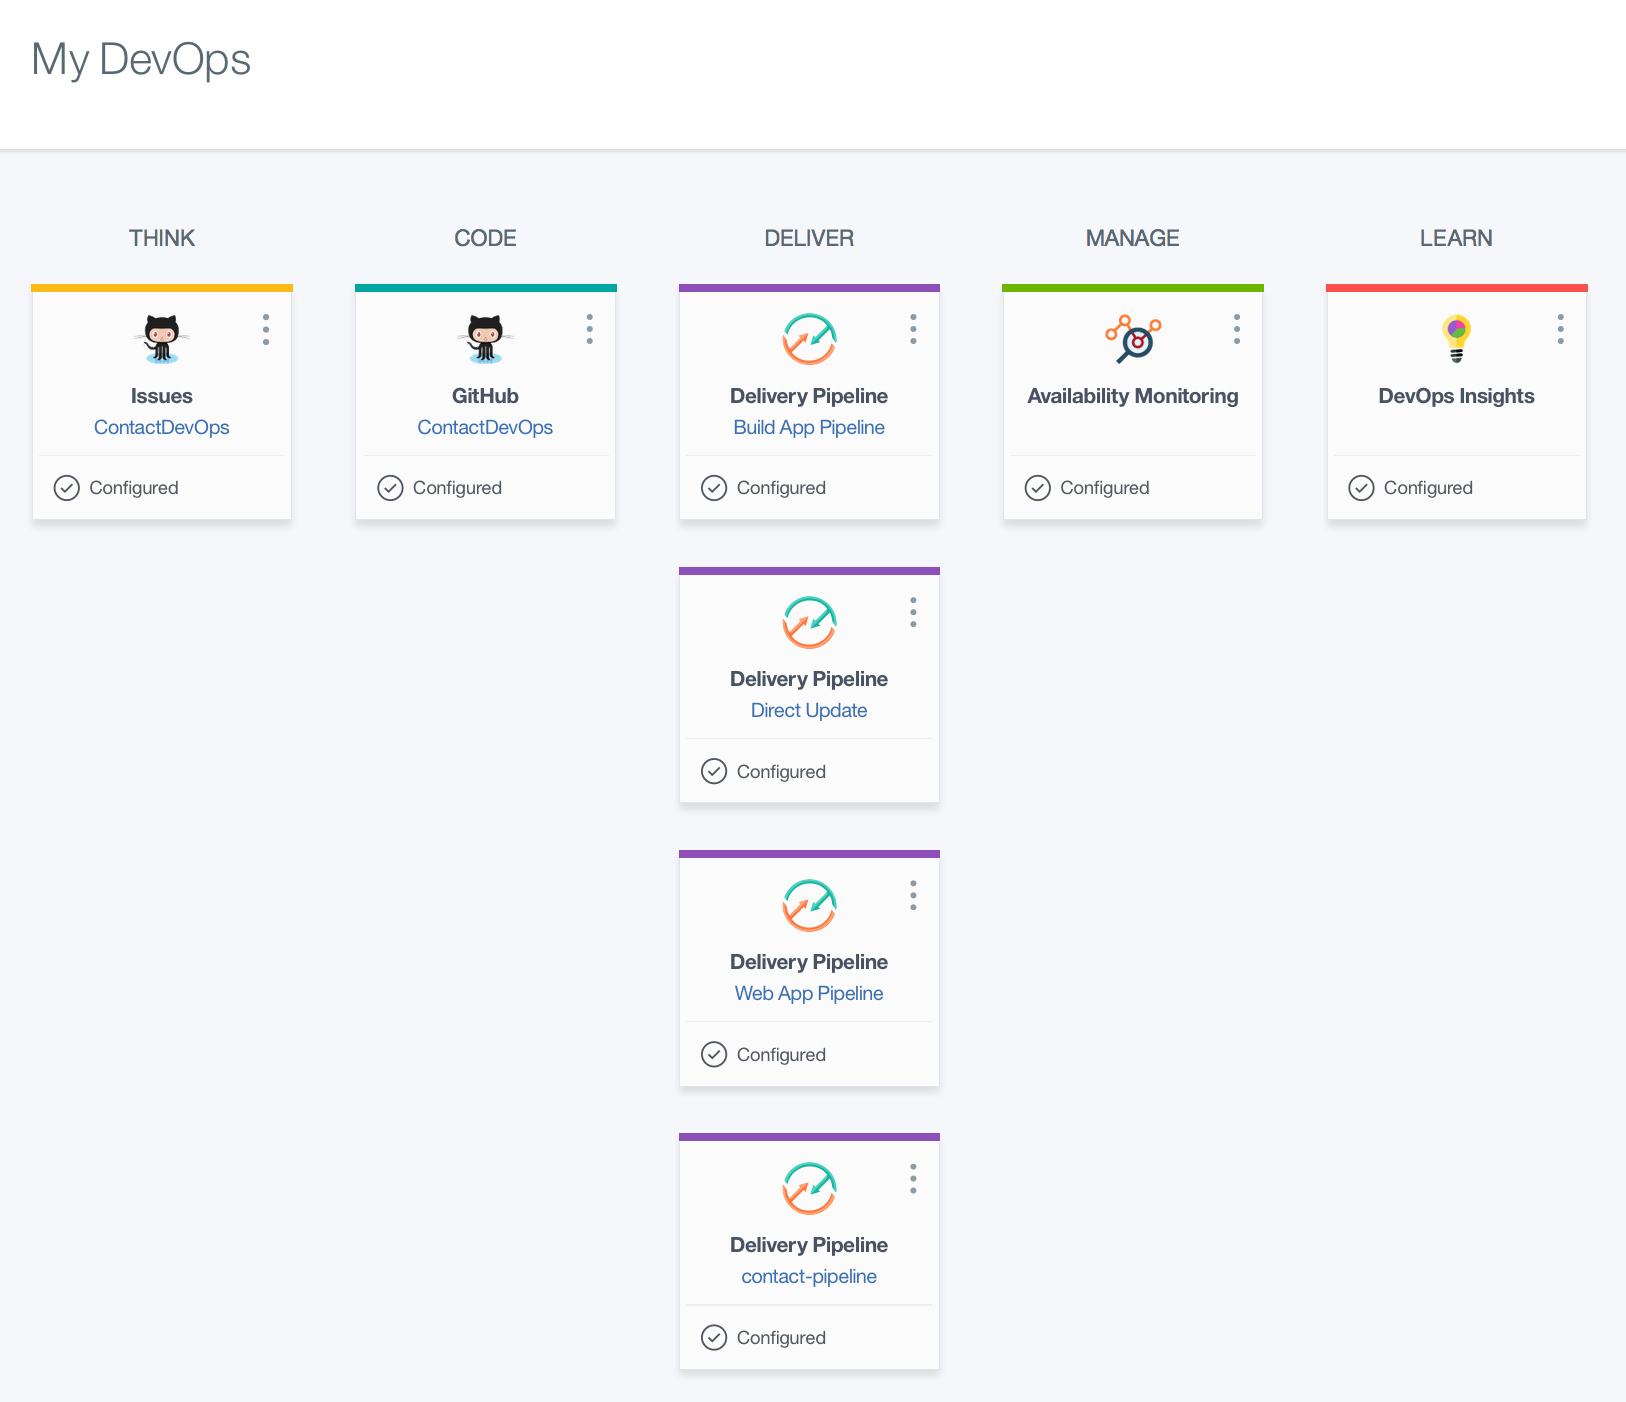 My DevOps
THINK
CODE
DELIVER
MANAGE
LEARN
Issues
ContactDevOps
Configured
GitHub
ContactDevOps
Configured
Delivery Pipeline
Build App Pipeline
Configured
Delivery Pipeline
Direct Update
Configured
Delivery Pipeline
Web App Pipeline
Configured
Delivery Pipeline
contact-pipeline
Configured
Availability Monitoring
Configured
DevOps Insights
Configured